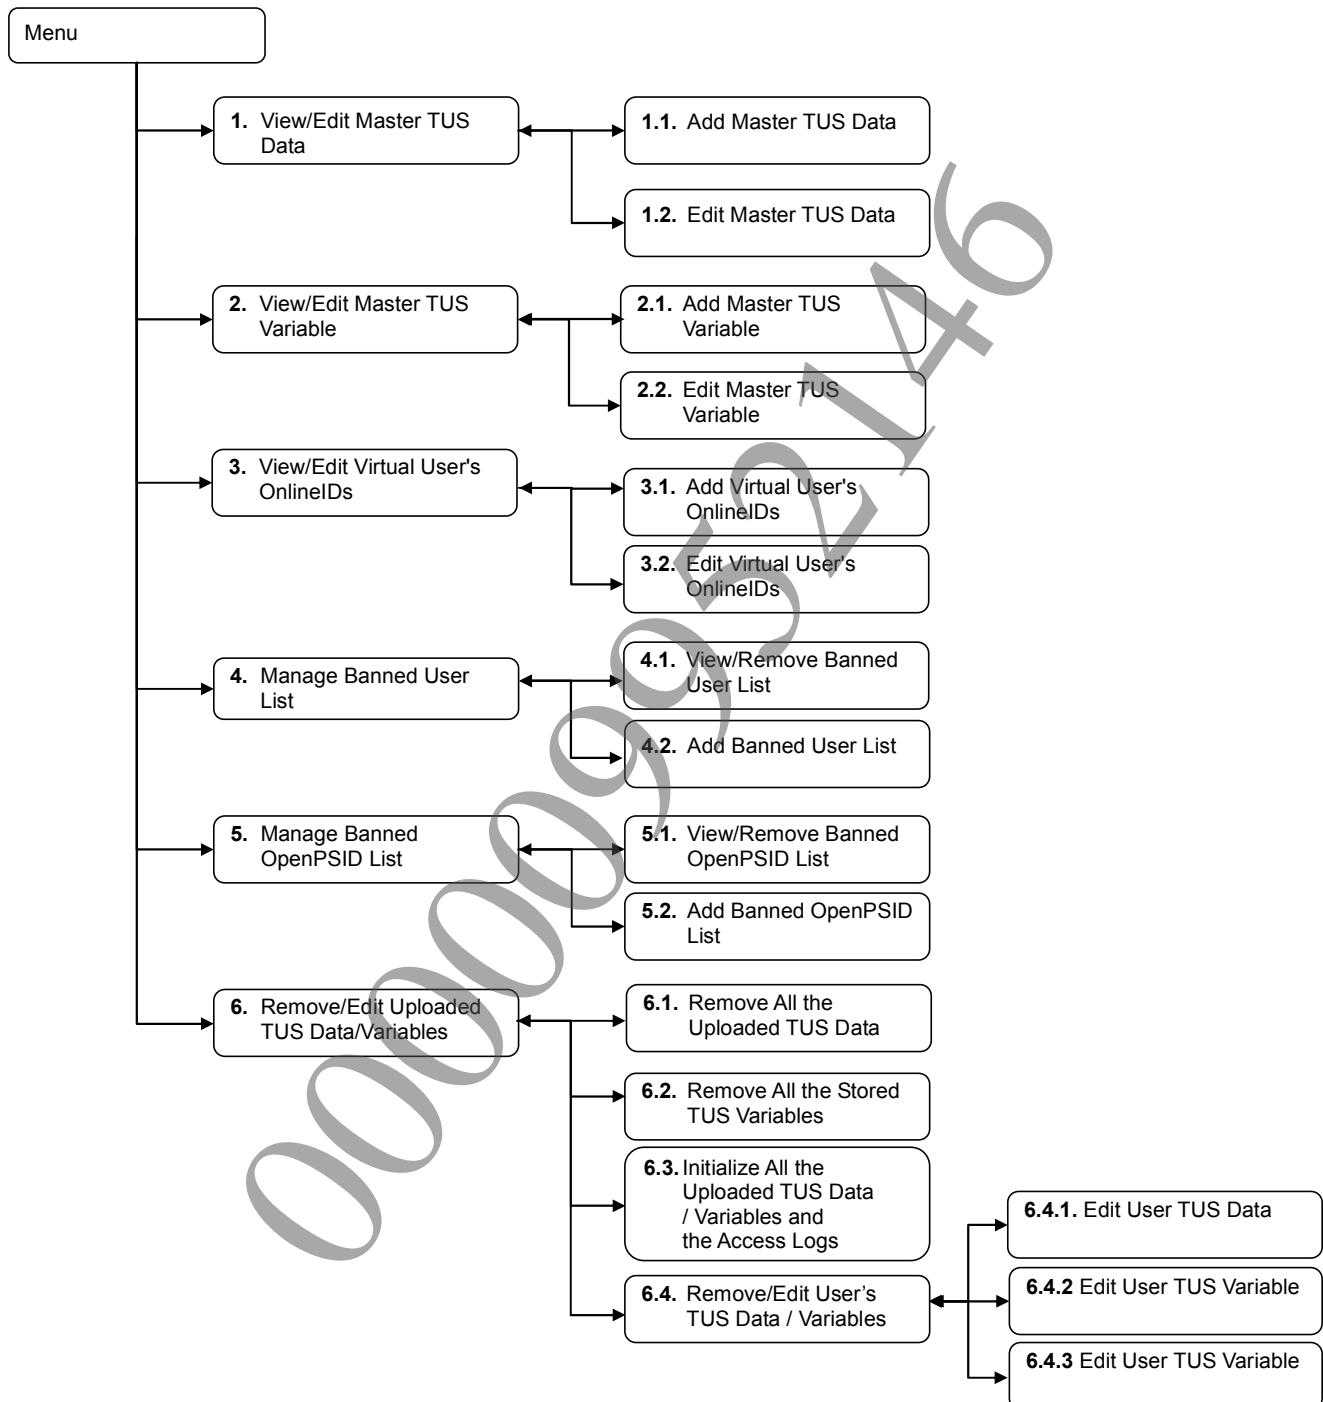 Menu
1. View/Edit Master TUS
Data
1.1. Add Master TUS Data
1.2. Edit Master TUS Data
2. View/Edit Master TUS
Variable
2.1. Add Master TUS
Variable
2.2. Edit Master TUS
Variable
3. View/Edit Virtual User's
OnlineIDs
3.1. Add Virtual User's
OnlineIDs
3.2. Edit Virtual User's
OnlineIDs
4. Manage Banned User
List
4.1. View/Remove Banned
User List
4.2. Add Banned User List
5. Manage Banned
OpenPSID List
5.1. View/Remove Banned
OpenPSID List
5.2. Add Banned OpenPSID
List
6. Remove/Edit Uploaded
TUS Data/Variables
6.1. Remove All the
Uploaded TUS Data
6.2. Remove All the Stored
TUS Variables
6.3. Initialize All the
Uploaded TUS Data
/ Variables and
the Access Logs
6.4. Remove/Edit User’s
TUS Data / Variables
6.4.1. Edit User TUS Data
6.4.2 Edit User TUS Variable
6.4.3 Edit User TUS Variable
000009952146